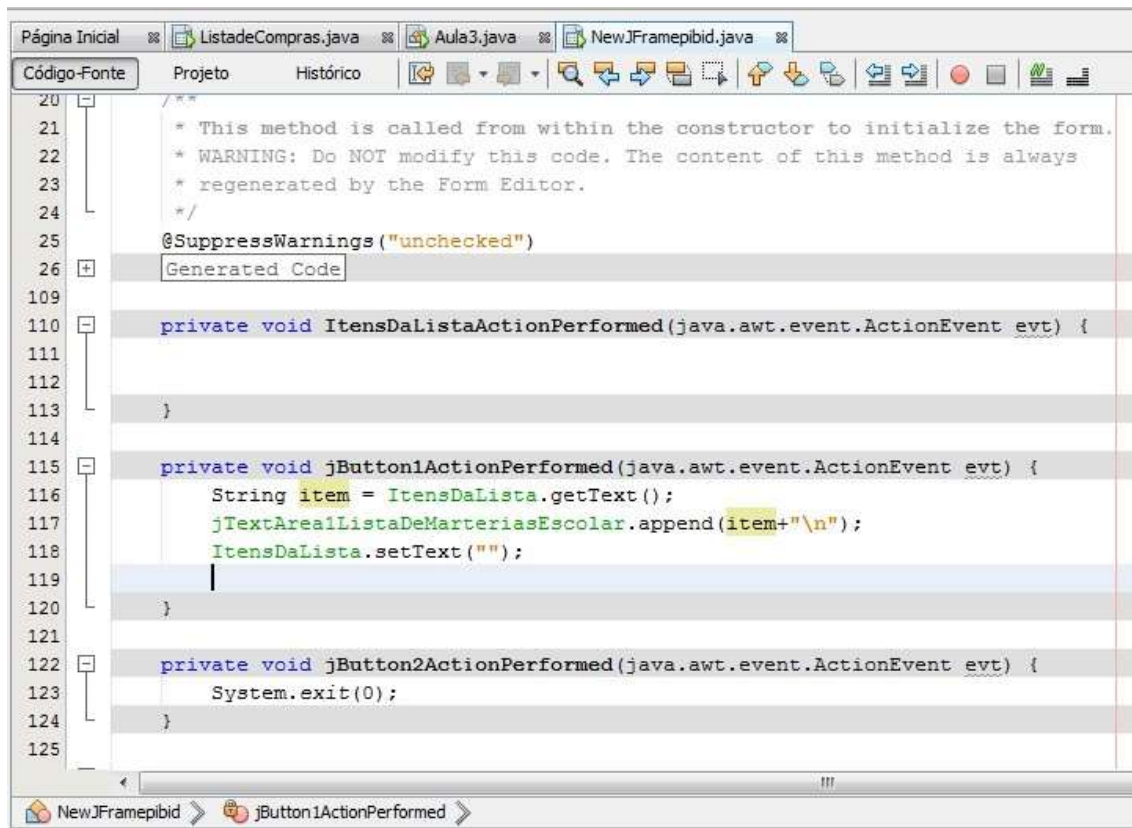 Página Inicial ListadeCompras.java Aula3.java NewJFramepibid.java
Código-Fonte Projeto Histórico
20 /**
21 * This method is called from within the constructor to initialize the form.
22 * WARNING: Do NOT modify this code. The content of this method is always
23 * regenerated by the Form Editor.
24 */
25 @SuppressWarnings("unchecked")
26 Generated Code
109
110 private void ItensDaListaActionPerformed(java.awt.event.ActionEvent evt) {
111
112
113 }
114
115 private void jButton1ActionPerformed(java.awt.event.ActionEvent evt) {
116 String item = ItensDaLista.getText();
117 jTextArea1ListaDeMarteriasEscolar.append(item+"\n");
118 ItensDaLista.setText("");
119
120 }
121
122 private void jButton2ActionPerformed(java.awt.event.ActionEvent evt) {
123 System.exit(0);
124 }
125
NewJFramepibid jButton1ActionPerformed